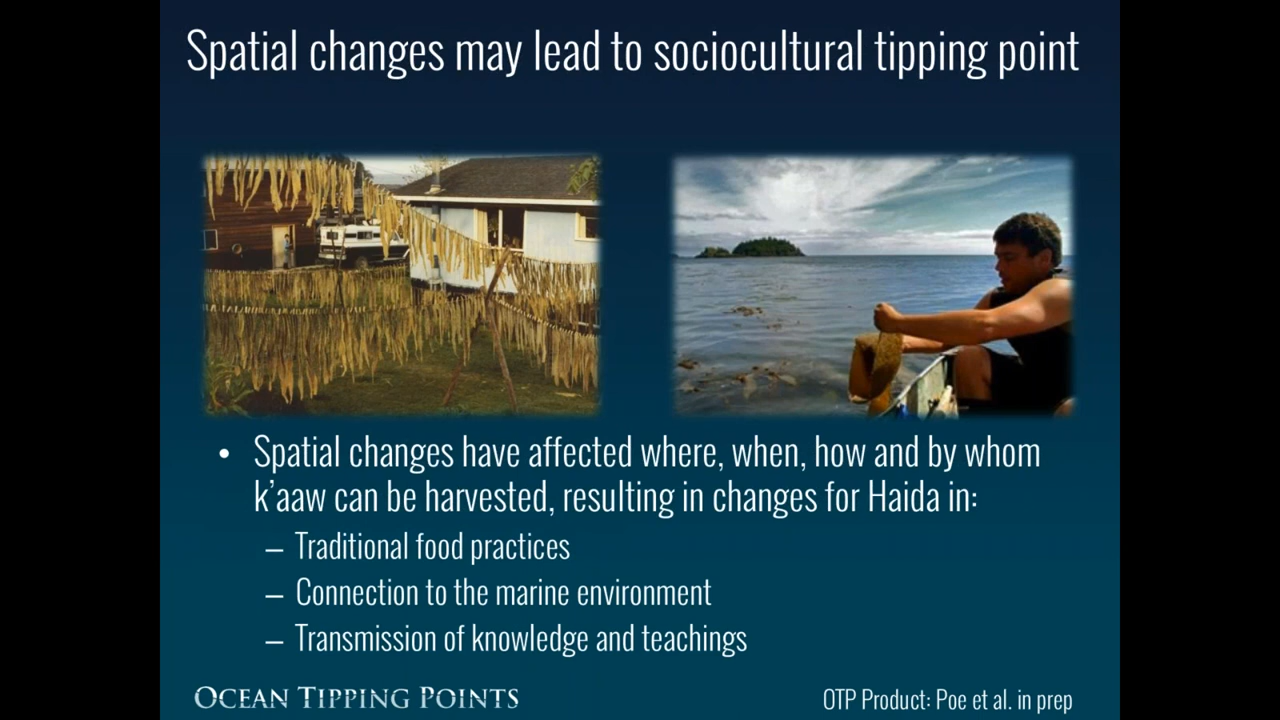 Spatial changes may lead to sociocultural tipping point
• Spatial changes have affected where, when, how and by whom
k’aaw can be harvested, resulting in changes for Haida in:
– Traditional food practices
– Connection to the marine environment
– Transmission of knowledge and teachings
OCEAN TIPPING POINTS
OTP Product: Poe et al. in prep